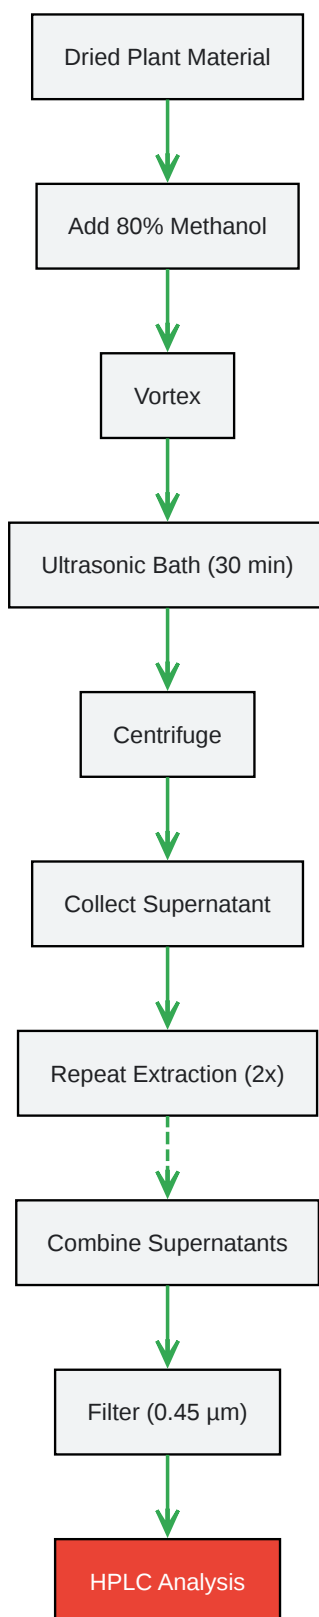 Dried Plant Material
Add 80% Methanol
Vortex
Ultrasonic Bath (30 min)
Centrifuge
Collect Supernatant
Repeat Extraction (2x)
Combine Supernatants
Filter (0.45 µm)
HPLC Analysis